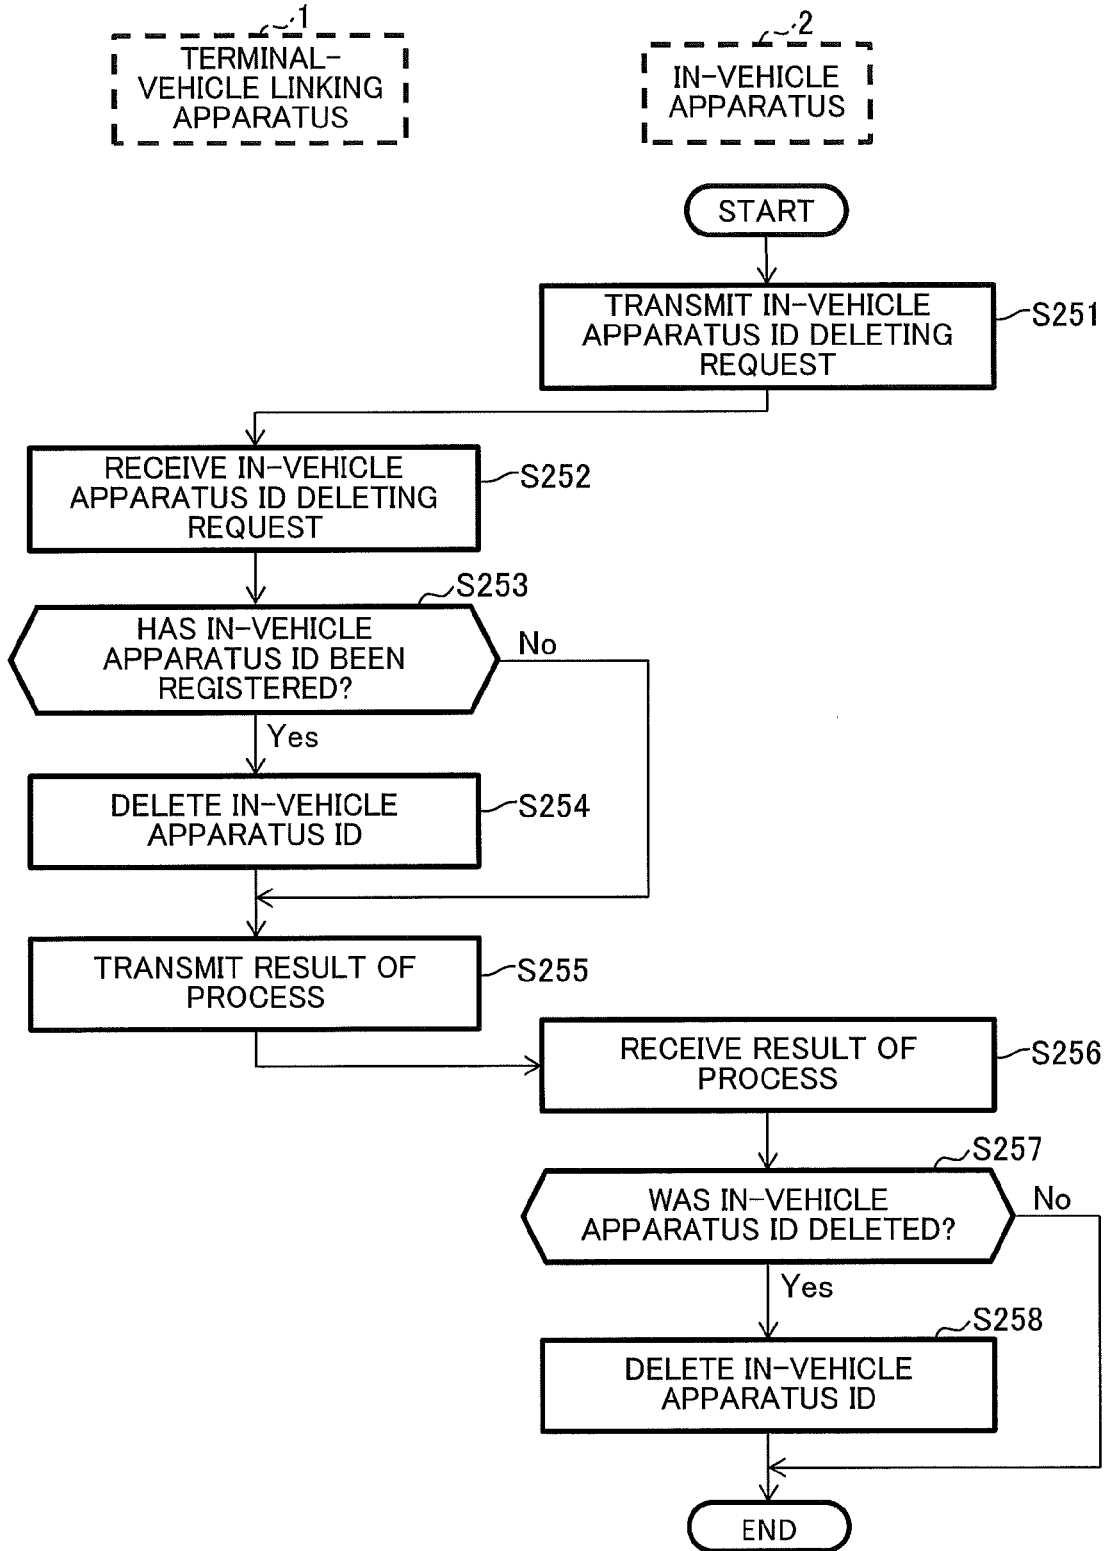 1
TERMINAL-
VEHICLE LINKING
APPARATUS
2
IN-VEHICLE
APPARATUS
START
TRANSMIT IN-VEHICLE
APPARATUS ID DELETING
REQUEST
S251
RECEIVE IN-VEHICLE
APPARATUS ID DELETING
REQUEST
S252
S253
HAS IN-VEHICLE
APPARATUS ID BEEN
REGISTERED?
No
Yes
DELETE IN-VEHICLE
APPARATUS ID
S254
TRANSMIT RESULT OF
PROCESS
S255
RECEIVE RESULT OF
PROCESS
S256
S257
WAS IN-VEHICLE
APPARATUS ID DELETED?
No
Yes
S258
DELETE IN-VEHICLE
APPARATUS ID
END